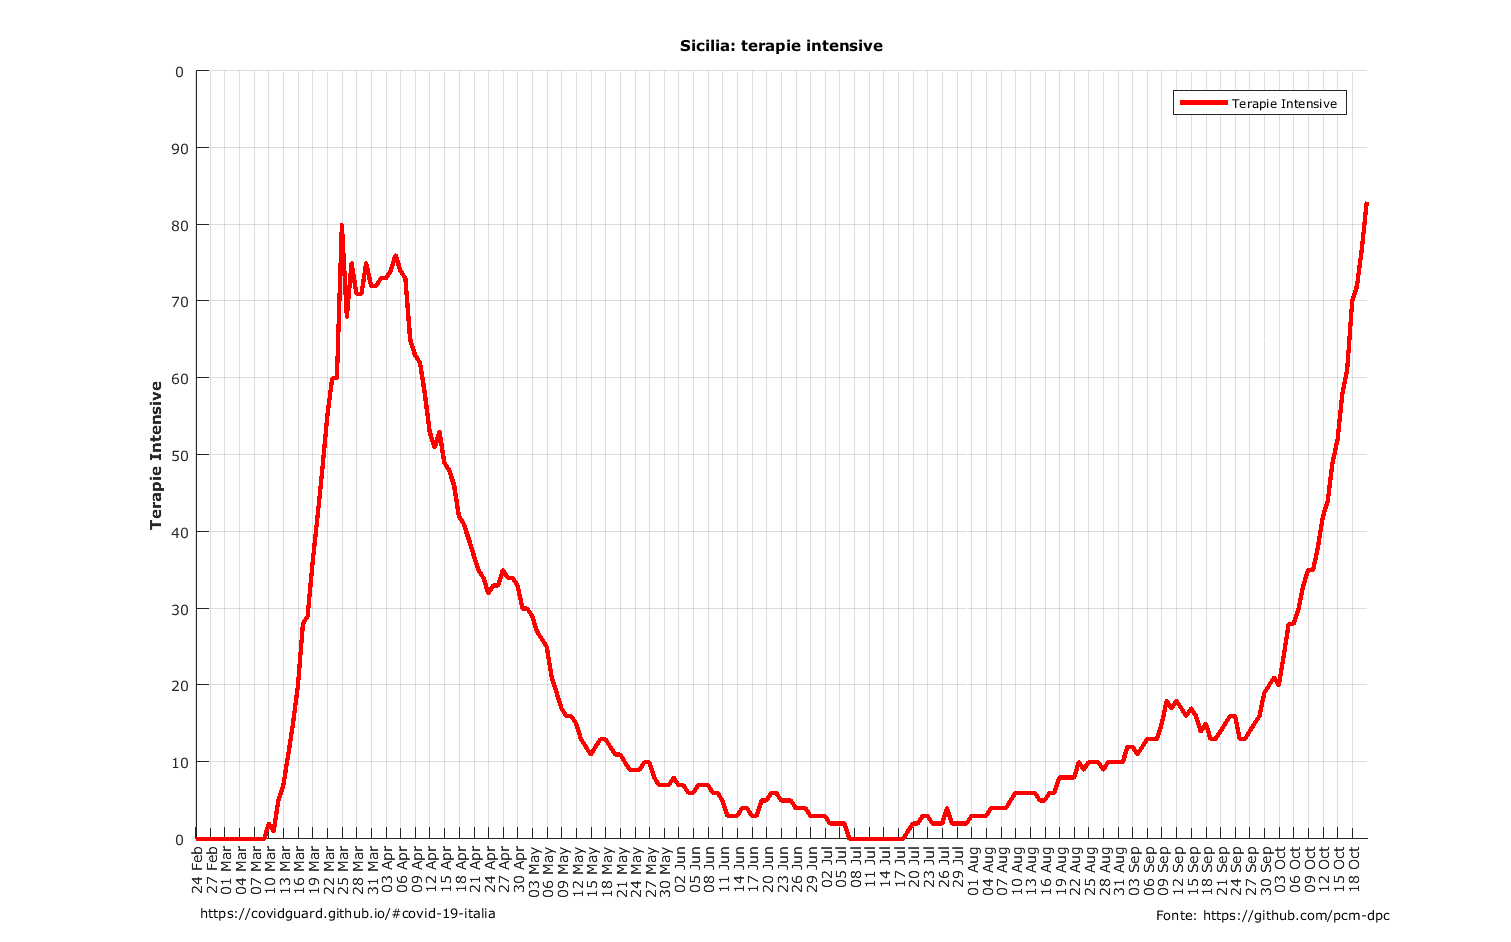 Sicilia: terapie intensive
Terapie Intensive
0
90
80
70
60
50
40
30
20
10
0
Terapie Intensive
24 Feb
27 Feb
01 Mar
04 Mar
07 Mar
10 Mar
13 Mar
16 Mar
19 Mar
22 Mar
25 Mar
28 Mar
31 Mar
03 Apr
06 Apr
09 Apr
12 Apr
15 Apr
18 Apr
21 Apr
24 Apr
27 Apr
30 Apr
03 May
06 May
09 May
12 May
15 May
18 May
21 May
24 May
27 May
30 May
02 Jun
05 Jun
08 Jun
11 Jun
14 Jun
17 Jun
20 Jun
23 Jun
26 Jun
29 Jun
02 Jul
05 Jul
08 Jul
11 Jul
14 Jul
17 Jul
20 Jul
23 Jul
26 Jul
29 Jul
01 Aug
04 Aug
07 Aug
10 Aug
13 Aug
16 Aug
19 Aug
22 Aug
25 Aug
28 Aug
31 Aug
03 Sep
06 Sep
09 Sep
12 Sep
15 Sep
18 Sep
21 Sep
24 Sep
27 Sep
30 Sep
03 Oct
06 Oct
09 Oct
12 Oct
15 Oct
18 Oct
https://covidguard.github.io/#covid-19-italia
Fonte: https://github.com/pcm-dpc